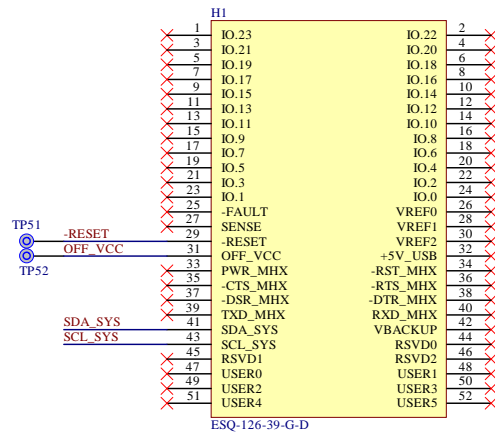 H1
1 IO.23 IO.22 2
3 IO.21 IO.20 4
5 IO.19 IO.18 6
7 IO.17 IO.16 8
9 IO.15 IO.14 10
11 IO.13 IO.12 12
13 IO.11 IO.10 14
15 IO.9 IO.8 16
17 IO.7 IO.6 18
19 IO.5 IO.4 20
21 IO.3 IO.2 22
23 IO.1 IO.0 24
25 -FAULT VREF0 26
27 SENSE VREF1 28
TP51 -RESET 29 -RESET VREF2 30
OFF_VCC 31 OFF_VCC +5V_USB 32
TP52 33 PWR_MHX -RST_MHX 34
35 -CTS_MHX -RTS_MHX 36
37 -DSR_MHX -DTR_MHX 38
39 TXD_MHX RXD_MHX 40
SDA_SYS 41 SDA_SYS VBACKUP 42
SCL_SYS 43 SCL_SYS RSVD0 44
45 RSVD1 RSVD2 46
47 USER0 USER1 48
49 USER2 USER3 50
51 USER4 USER5 52
ESQ-126-39-G-D